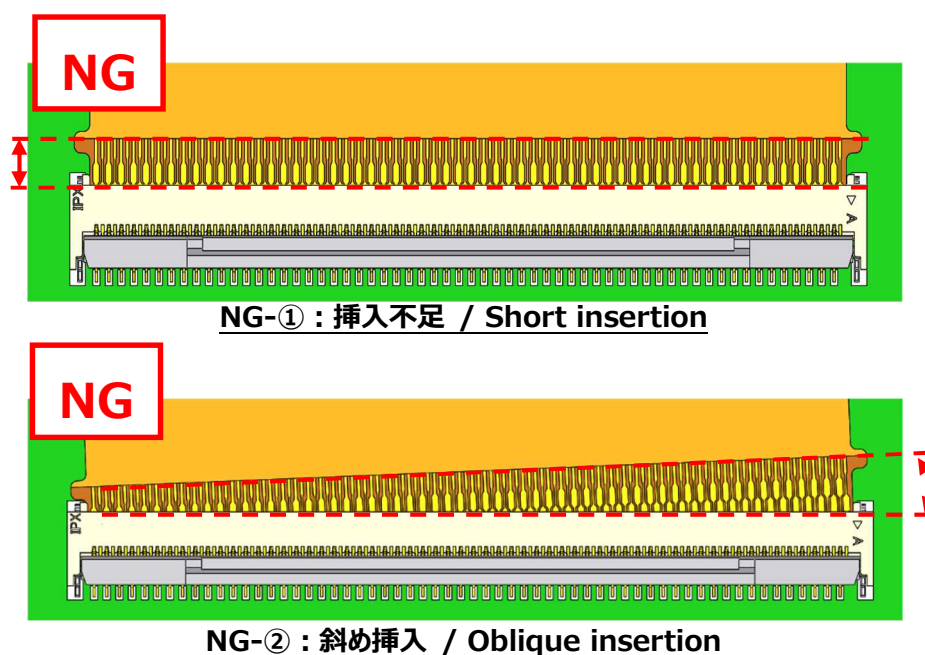 NG
IPX
A
NG-①：挿入不足 / Short insertion
NG
IPX
A
NG-②：斜め挿入 / Oblique insertion